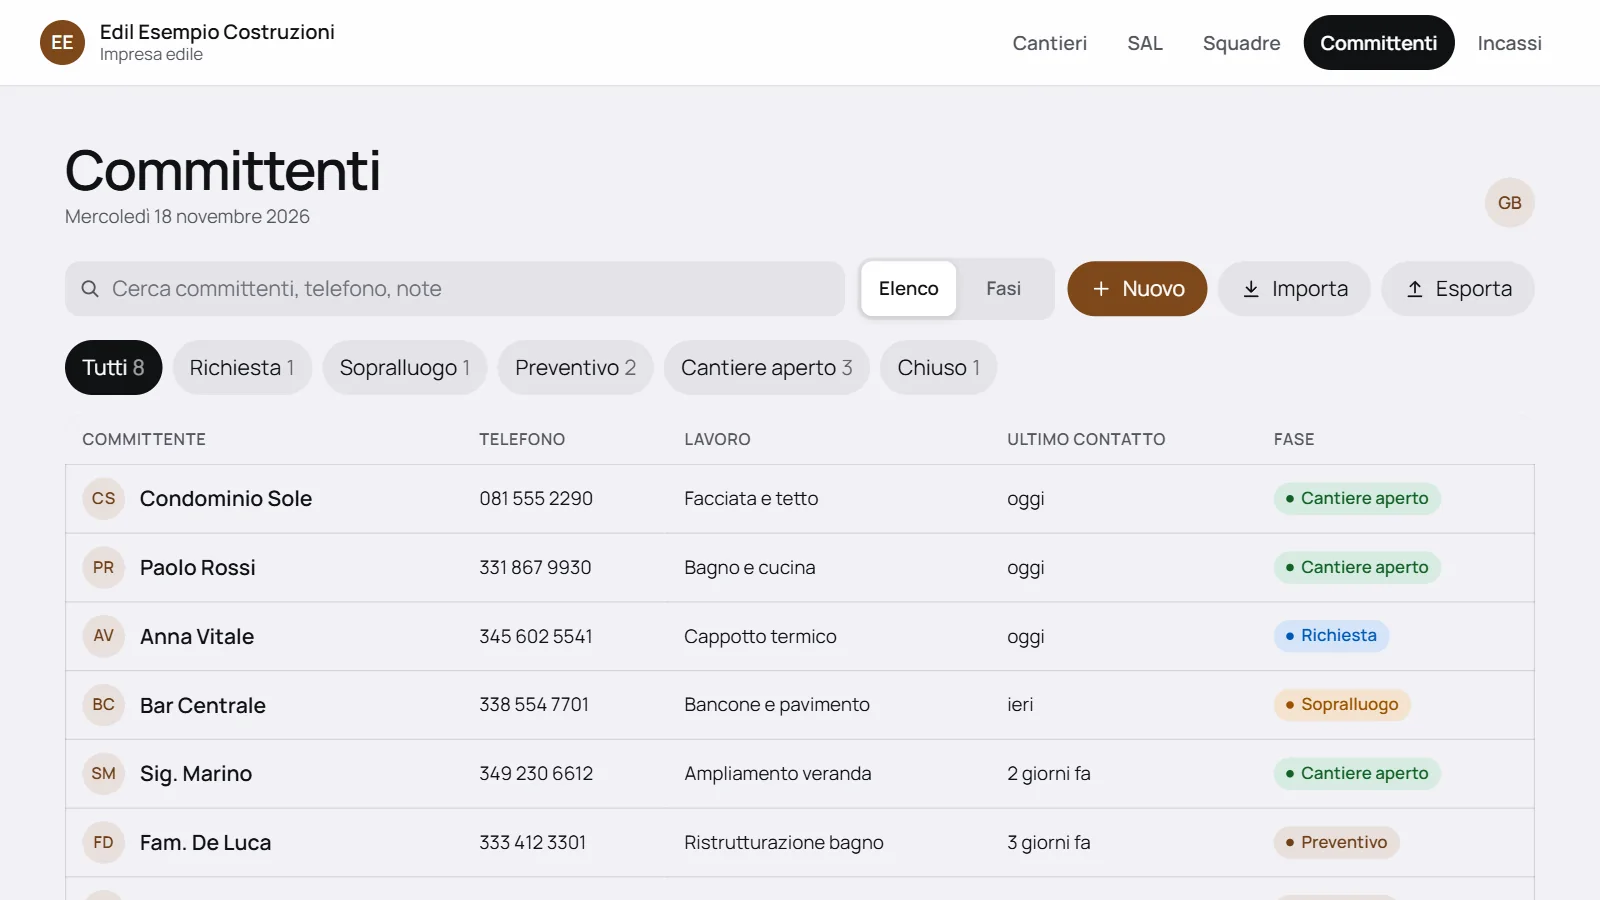 EE
Edil Esempio Costruzioni
Impresa edile
Cantieri
SAL
Squadre
Committenti
Incassi
Committenti
Mercoledì 18 novembre 2026
GB
Cerca committenti, telefono, note
Elenco
Fasi
+ Nuovo
Importa
Esporta
Tutti 8
Richiesta 1
Sopralluogo 1
Preventivo 2
Cantiere aperto 3
Chiuso 1
COMMITTENTE TELEFONO LAVORO ULTIMO CONTATTO FASE
CS Condominio Sole 081 555 2290 Facciata e tetto oggi Cantiere aperto
PR Paolo Rossi 331 867 9930 Bagno e cucina oggi Cantiere aperto
AV Anna Vitale 345 602 5541 Cappotto termico oggi Richiesta
BC Bar Centrale 338 554 7701 Bancone e pavimento ieri Sopralluogo
SM Sig. Marino 349 230 6612 Ampliamento veranda 2 giorni fa Cantiere aperto
FD Fam. De Luca 333 412 3301 Ristrutturazione bagno 3 giorni fa Preventivo